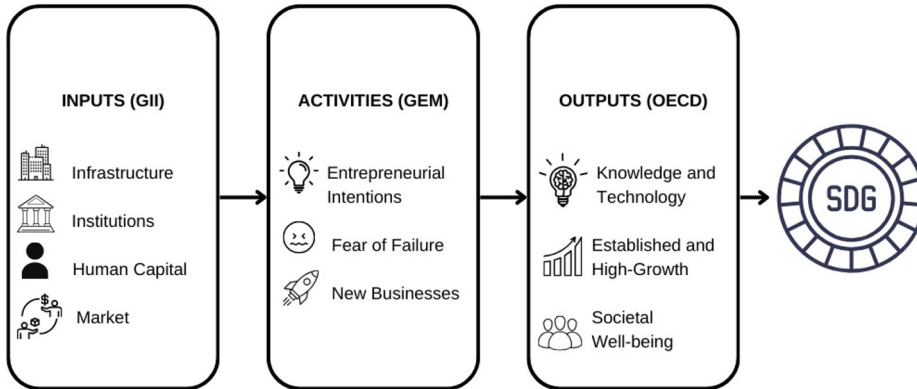 INPUTS (GII)
Infrastructure
Institutions
Human Capital
$
Market
ACTIVITIES (GEM)
Entrepreneurial
Intentions
Fear of Failure
New Businesses
OUTPUTS (OECD)
Knowledge and
Technology
Established and
High-Growth
Societal
Well-being
SDG